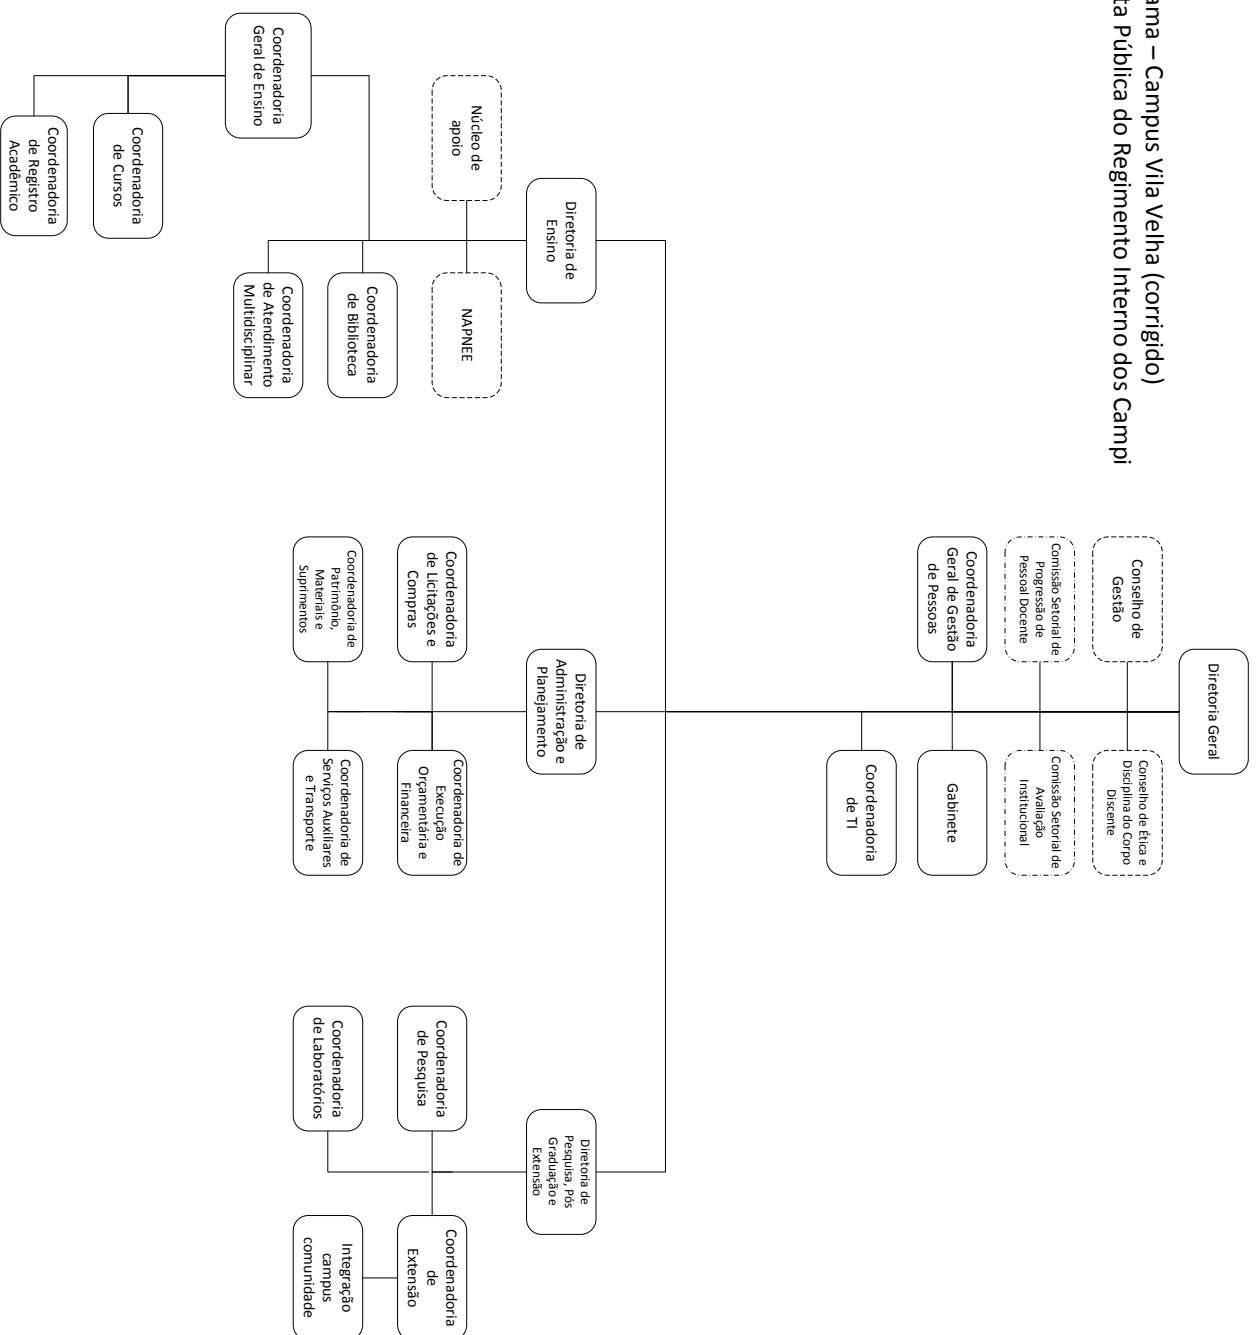 ama – Campus Vila Velha (corrigido)
ta Pública do Regimento Interno dos Campi
Diretoria Geral
Conselho de
Gestão
Conselho de Ética e
Disciplina do Corpo
Discente
Comissão Setorial de
Progressão de
Pessoal Docente
Comissão Setorial de
Avaliação
Institucional
Coordenadoria
Geral de Gestão
de Pessoas
Gabinete
Coordenadoria
de TI
Diretoria de
Ensino
Diretoria de
Administração e
Planejamento
Diretoria de
Pesquisa, Pós
Graduação e
Extensão
Núcleo de
apoio
NAPNEE
Coordenadoria
de Biblioteca
Coordenadoria
de Atendimento
Multidisciplinar
Coordenadoria
Geral de Ensino
Coordenadoria
de Cursos
Coordenadoria
de Registro
Acadêmico
Coordenadoria
de Licitações e
Compras
Coordenadoria de
Execução
Orçamentária e
Financeira
Coordenadoria de
Patrimônio,
Materiais e
Suprimentos
Coordenadoria de
Serviços Auxiliares
e Transporte
Coordenadoria
de Pesquisa
Coordenadoria
de
Extensão
Coordenadoria
de Laboratórios
Integração
campus
comunidade